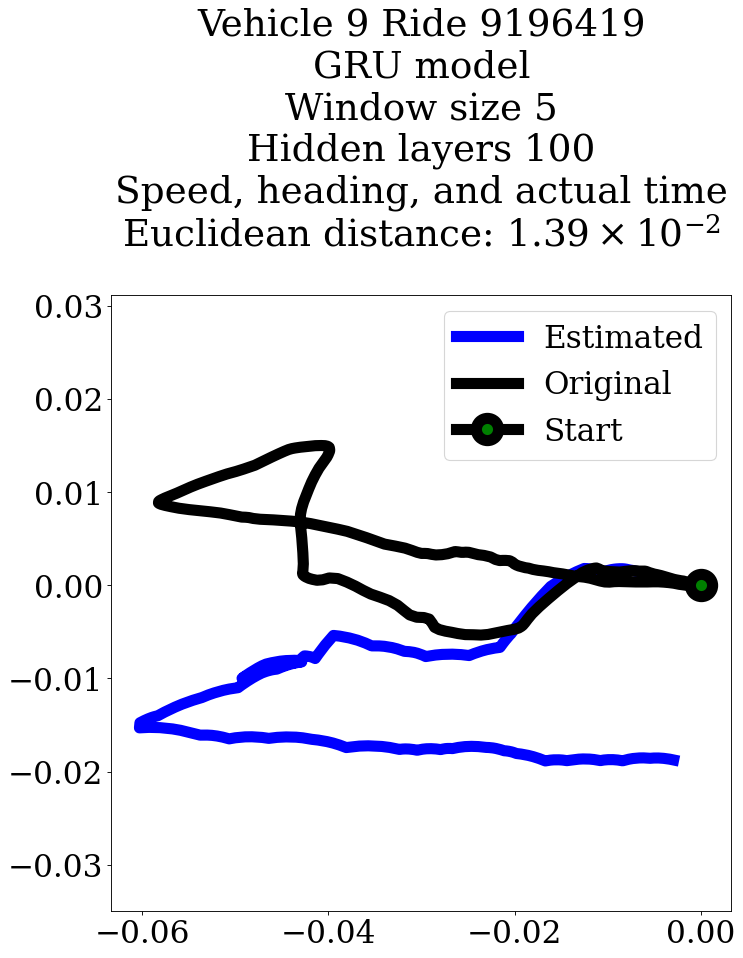 Vehicle 9 Ride 9196419
GRU model
Window size 5
Hidden layers 100
Speed, heading, and actual time
Euclidean distance: 1.39 × 10⁻²
Estimated
Original
Start
0.03
0.02
0.01
0.00
−0.01
−0.02
−0.03
−0.06 −0.04 −0.02 0.00